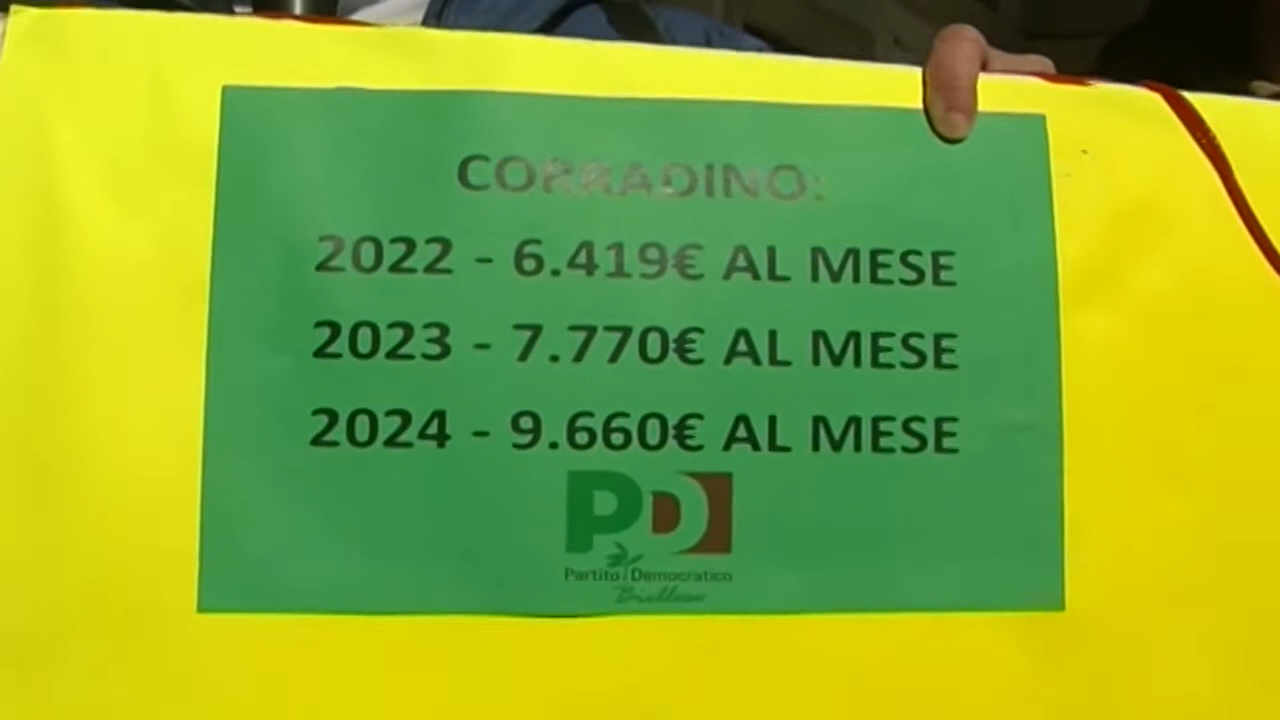 CORRADINO:
2022 - 6.419€ AL MESE
2023 - 7.770€ AL MESE
2024 - 9.660€ AL MESE
PD
Partito Democratico
Biellese